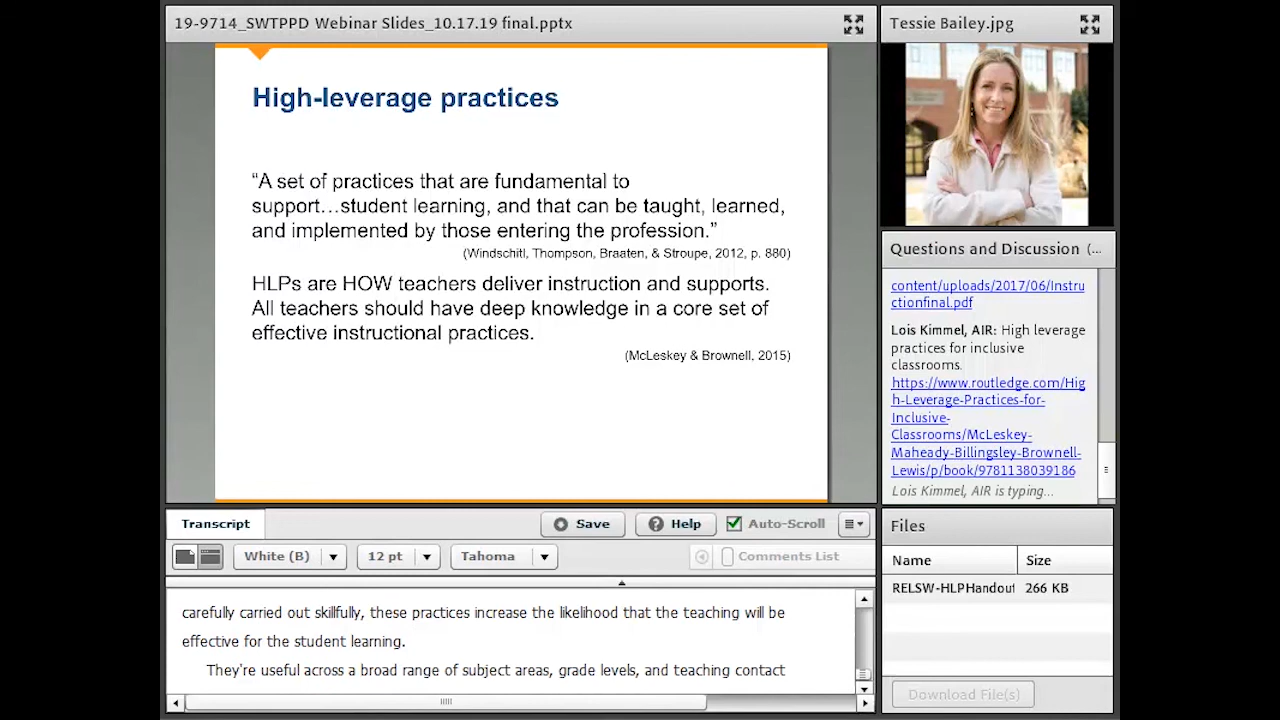 19-9714_SWTPPD Webinar Slides_10.17.19 final.pptx
High-leverage practices
“A set of practices that are fundamental to
support…student learning, and that can be taught, learned,
and implemented by those entering the profession.”
(Windschitl, Thompson, Braaten, & Stroupe, 2012, p. 880)
HLPs are HOW teachers deliver instruction and supports.
All teachers should have deep knowledge in a core set of
effective instructional practices.
(McLeskey & Brownell, 2015)
Tessie Bailey.jpg
Questions and Discussion (...
content/uploads/2017/06/Instru
ctionfinal.pdf
Lois Kimmel, AIR: High leverage
practices for inclusive
classrooms.
https://www.routledge.com/Hig
h-Leverage-Practices-for-
Inclusive-
Classrooms/McLeskey-
Maheady-Billingsley-Brownell-
Lewis/p/book/9781138039186
Lois Kimmel, AIR is typing...
Transcript
Save
Help
Auto-Scroll
White (B)
12 pt
Tahoma
Comments List
carefully carried out skillfully, these practices increase the likelihood that the teaching will be
effective for the student learning.
They're useful across a broad range of subject areas, grade levels, and teaching contact
Files
Name Size
RELSW-HLPHandout 266 KB
Download File(s)